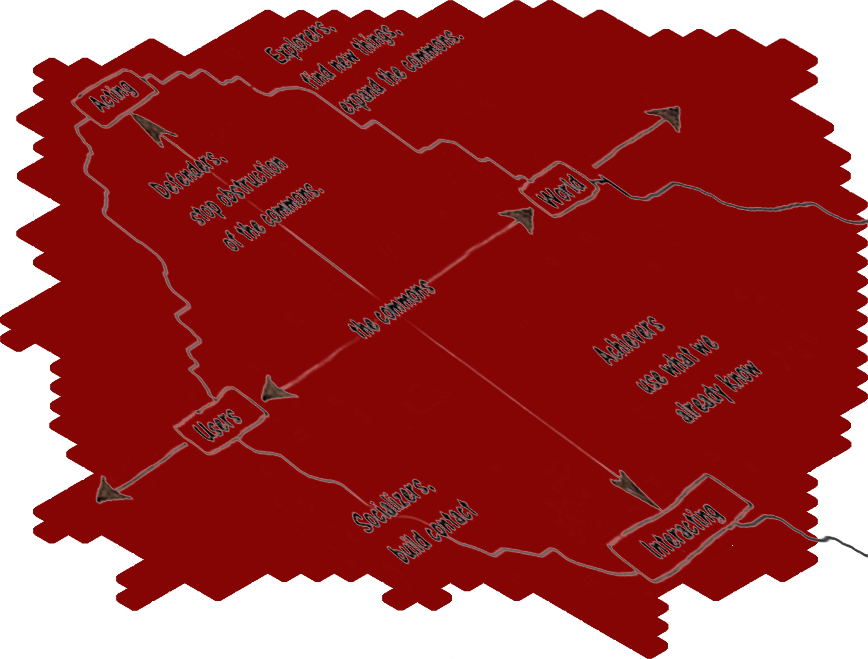 Explorers,
find new things,
expand the commons.
Acting
Defenders,
stop obstruction
of the commons.
World
the commons
Achievers
use what we
already know
Users
Socializers,
build contact
Interacting